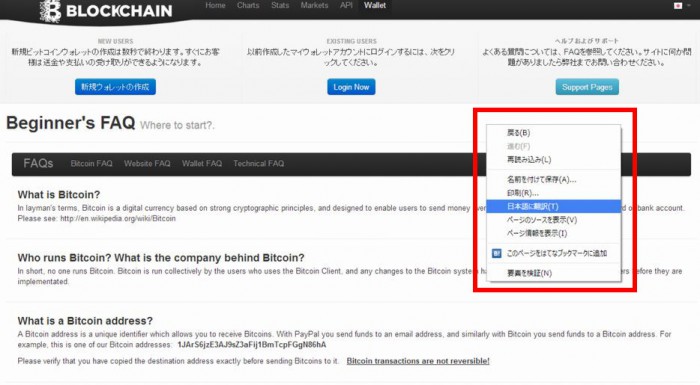 BLOCKCHAIN
Home Charts Stats Markets API Wallet
NEW USERS
新規ビットコインウォレットの作成は数秒で終わります。すぐにお客
様は送金や支払いの受け取りができるようになります。
新規ウォレットの作成
EXISTING USERS
以前作成したマイウォレットアカウントにログインするには、次をクリ
ックしてください。
Login Now
ヘルプおよびサポート
よくある質問については、FAQを参照してください。サイトに何か問
題がありましたら弊社までお問い合わせください。
Support Pages
Beginner's FAQ Where to start?.
FAQs Bitcoin FAQ Website FAQ Wallet FAQ Technical FAQ
What is Bitcoin?
In layman's terms, Bitcoin is a digital currency based on strong cryptographic principles, and designed to enable users to send money over d or bank account.
Please see: http://en.wikipedia.org/wiki/Bitcoin
Who runs Bitcoin? What is the company behind Bitcoin?
In short, no one runs Bitcoin. Bitcoin is run collectively by the users who uses the Bitcoin Client, and any changes to the Bitcoin system ha ers before they are
implementated.
What is a Bitcoin address?
A Bitcoin address is a unique identifier which allows you to receive Bitcoins. With PayPal you send funds to an email address, and similarly with Bitcoin you send funds to a Bitcoin address. For
example, this is one of our Bitcoin addresses: 1JArS6jzE3AJ9sZ3aFij1BmTcpFGgN86hA
Please verify that you have copied the destination address exactly before sending Bitcoins to it. Bitcoin transactions are not reversible!
戻る(B)
進む(F)
再読み込み(L)
名前を付けて保存(A)...
印刷(R)...
日本語に翻訳(T)
ページのソースを表示(V)
ページ情報を表示(I)
このページをはてなブックマークに追加
要素を検証(N)